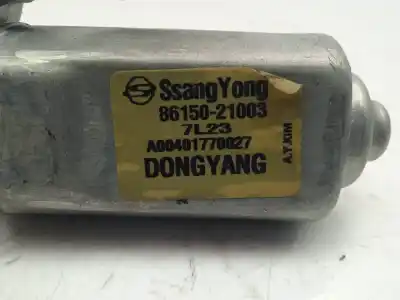 SsangYong
86150-21003
7L23
A00401770027
DONGYANG
A.T.KIM